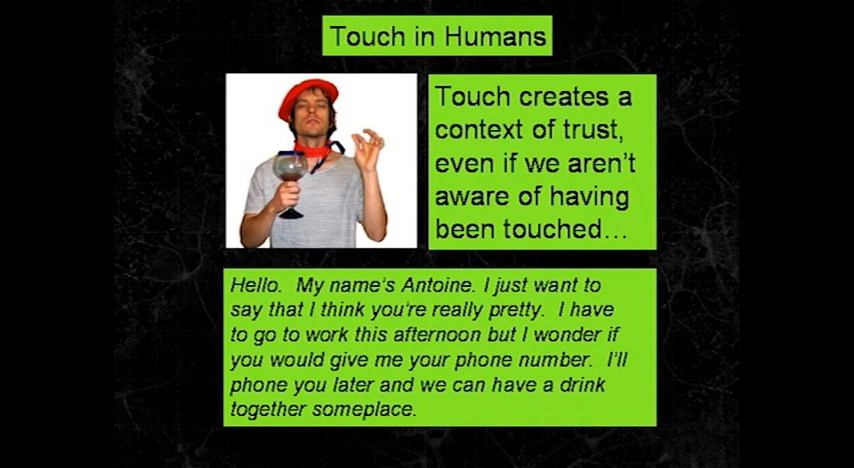 Touch in Humans
Touch creates a
context of trust,
even if we aren't
aware of having
been touched...
Hello. My name's Antoine. I just want to
say that I think you're really pretty. I have
to go to work this afternoon but I wonder if
you would give me your phone number. I'll
phone you later and we can have a drink
together someplace.